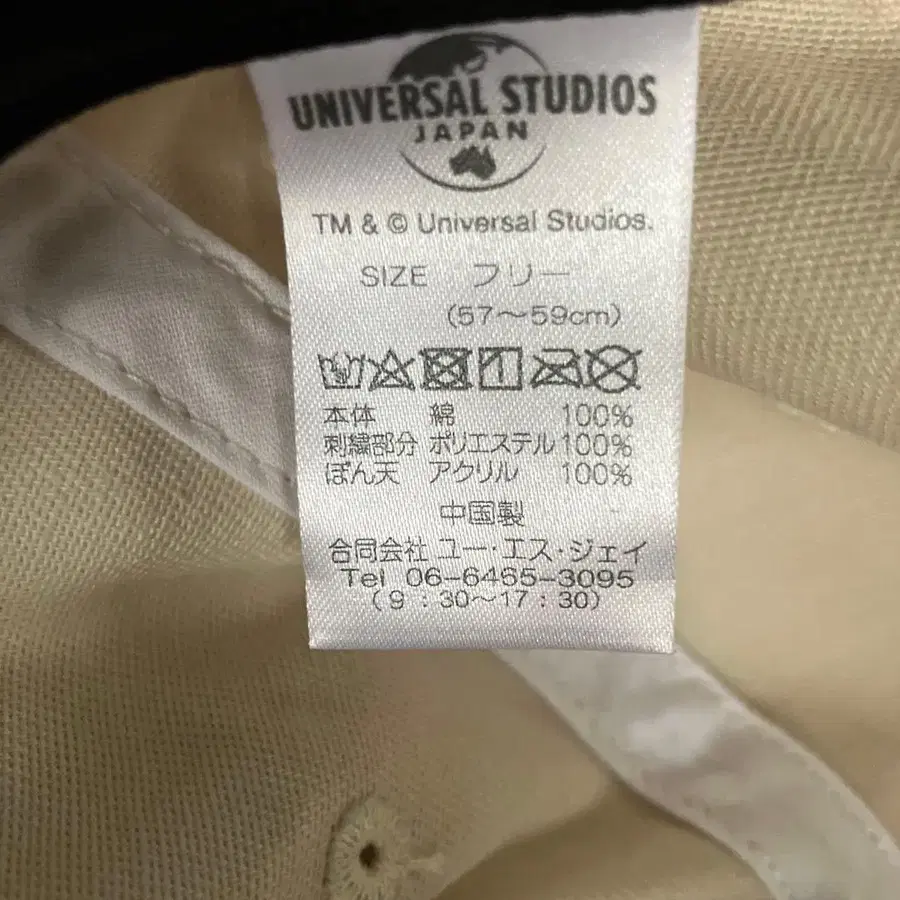 UNIVERSAL STUDIOS
JAPAN
TM & © Universal Studios.
SIZE フリー
(57〜59cm)
本体 綿 100%
刺繍部分 ポリエステル 100%
ぽん天 アクリル 100%
中国製
合同会社 ユー・エス・ジェイ
Tel 06-6465-3095
(9:30〜17:30)